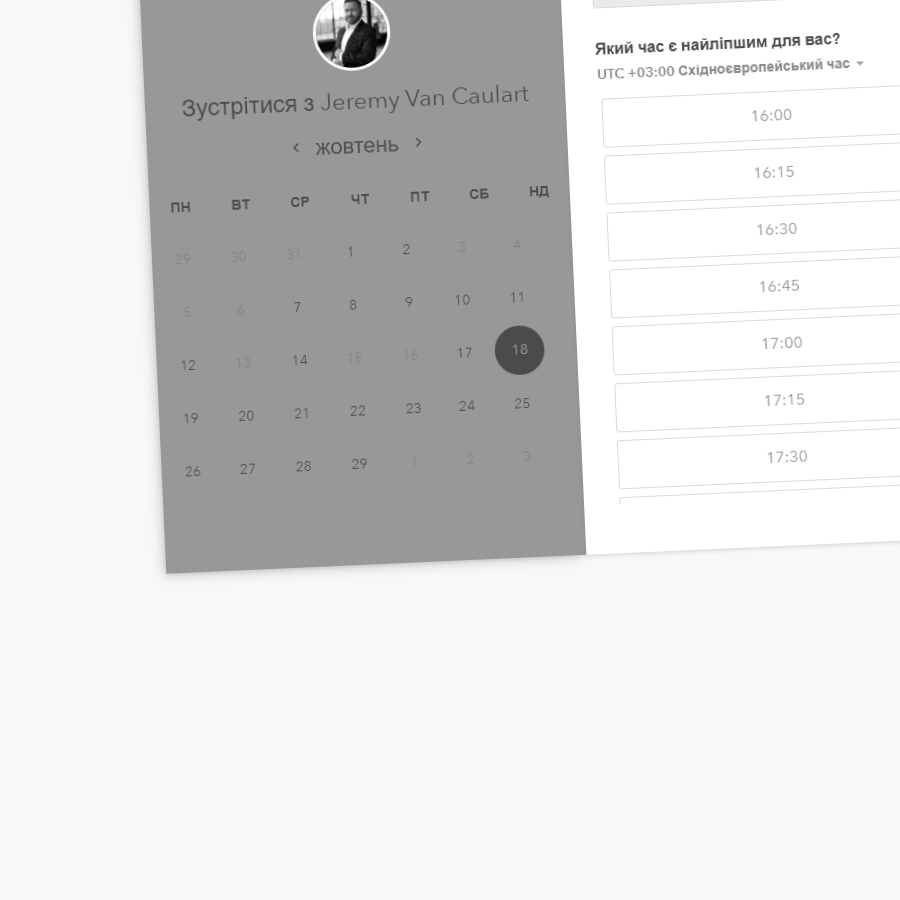 Зустрітися з Jeremy Van Caulart
‹ жовтень ›
ПН ВТ СР ЧТ ПТ СБ НД
29 30 31 1 2 3 4
5 6 7 8 9 10 11
12 13 14 15 16 17 18
19 20 21 22 23 24 25
26 27 28 29 1 2 3
Який час є найліпшим для вас?
UTC +03:00 Східноєвропейський час
16:00
16:15
16:30
16:45
17:00
17:15
17:30